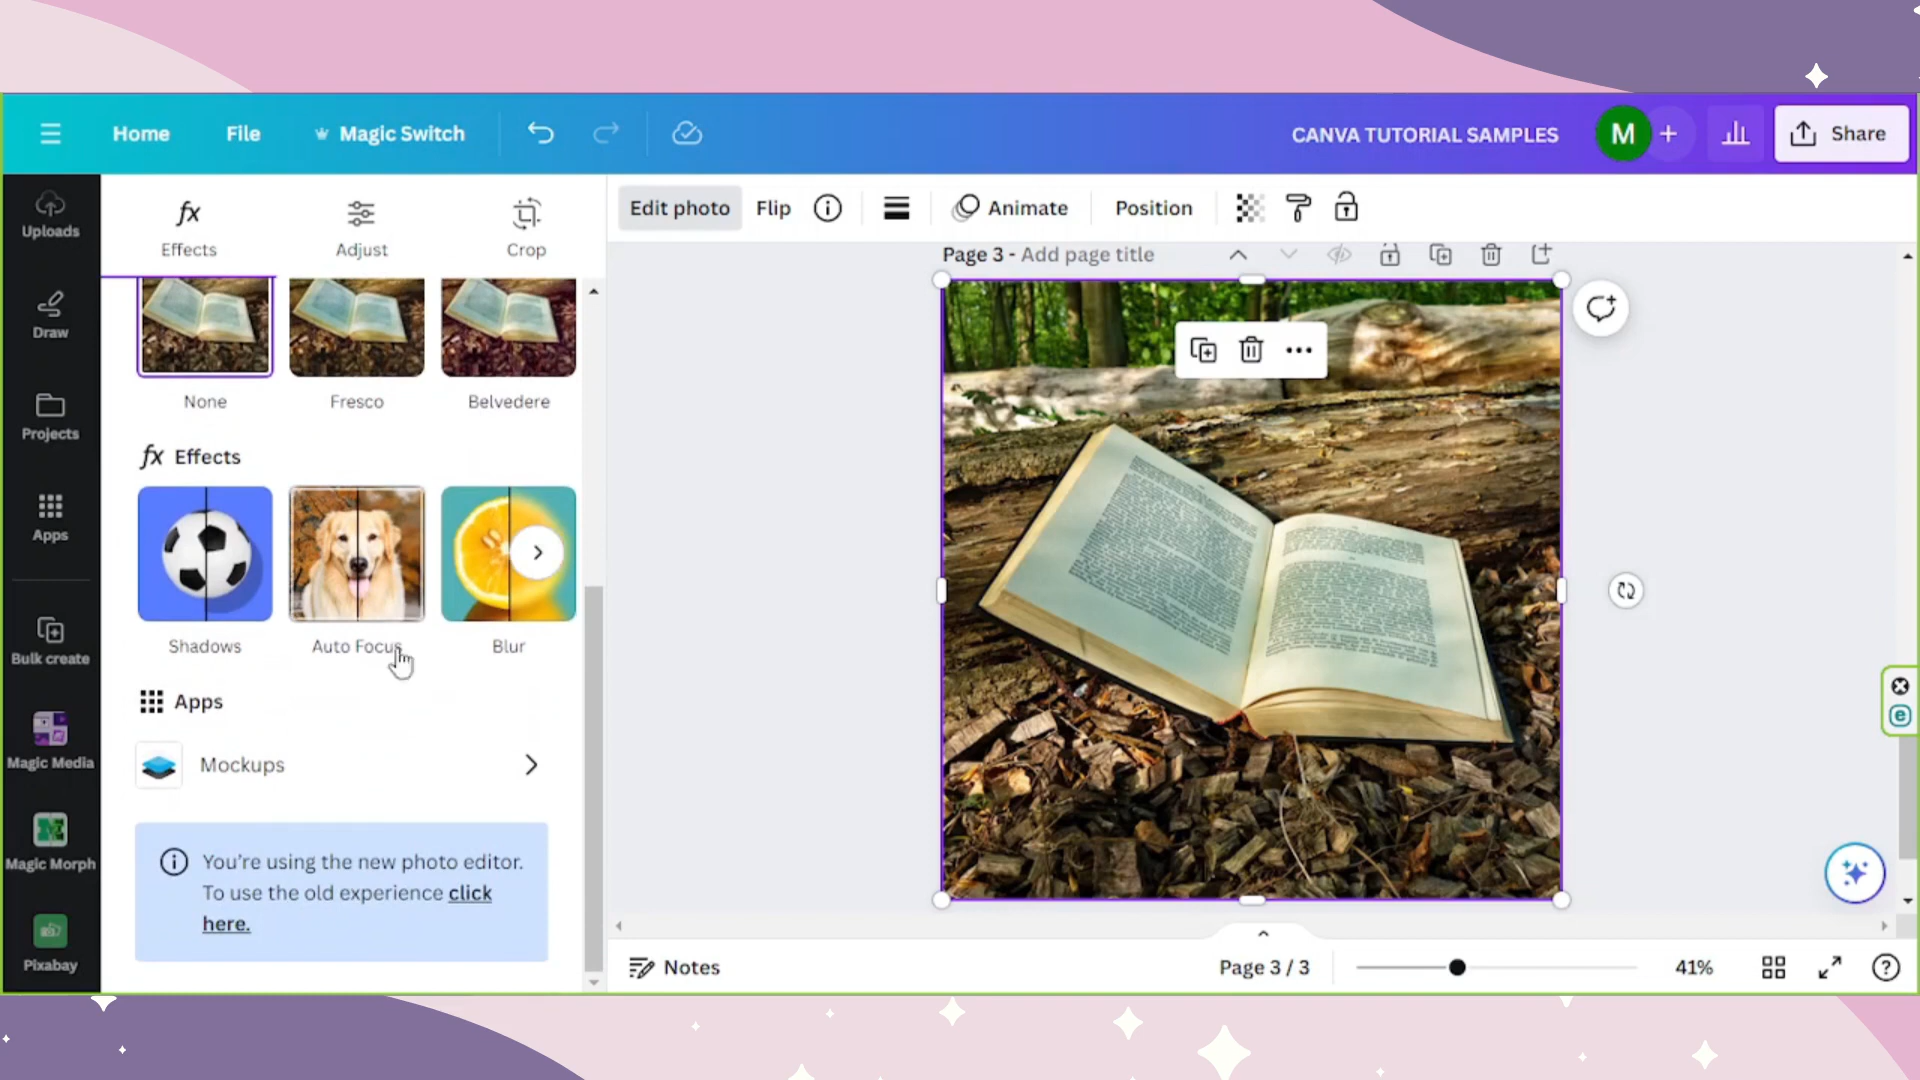 Home
File
Magic Switch
CANVA TUTORIAL SAMPLES
M
Share
Uploads
Draw
Projects
Apps
Bulk create
Magic Media
Magic Morph
Pixabay
Effects
Adjust
Crop
None
Fresco
Belvedere
fx Effects
Shadows
Auto Focus
Blur
Apps
Mockups
You're using the new photo editor.
To use the old experience click
here.
Edit photo
Flip
Animate
Position
Page 3 - Add page title
Notes
Page 3 / 3
41%